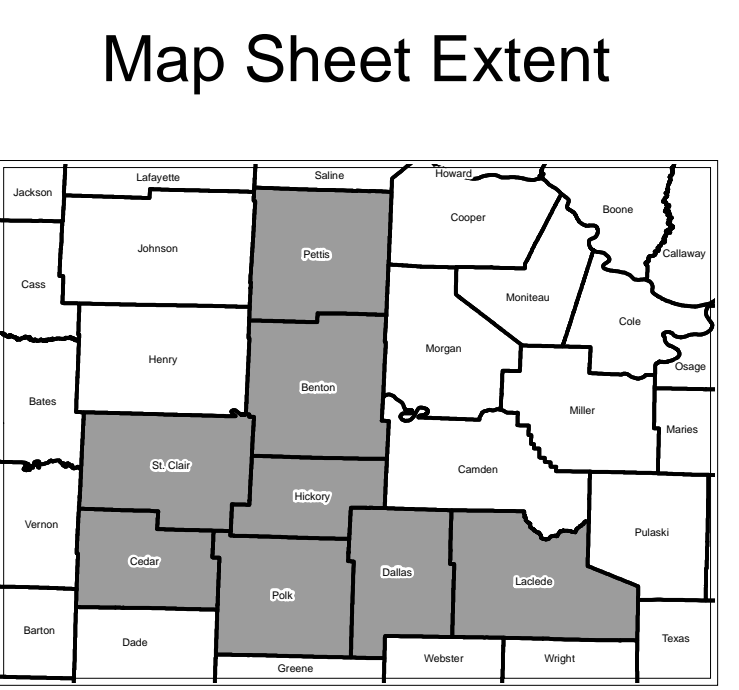 Map Sheet Extent
Howard
Saline
Lafayette
Jackson
Boone
Cooper
Johnson
Pettis
Callaway
Cass
Moniteau
Cole
Morgan
Henry
Osage
Benton
Bates
Miller
Maries
St. Clair
Camden
Hickory
Vernon
Pulaski
Cedar
Dallas
Laclede
Polk
Barton
Texas
Dade
Webster
Wright
Greene